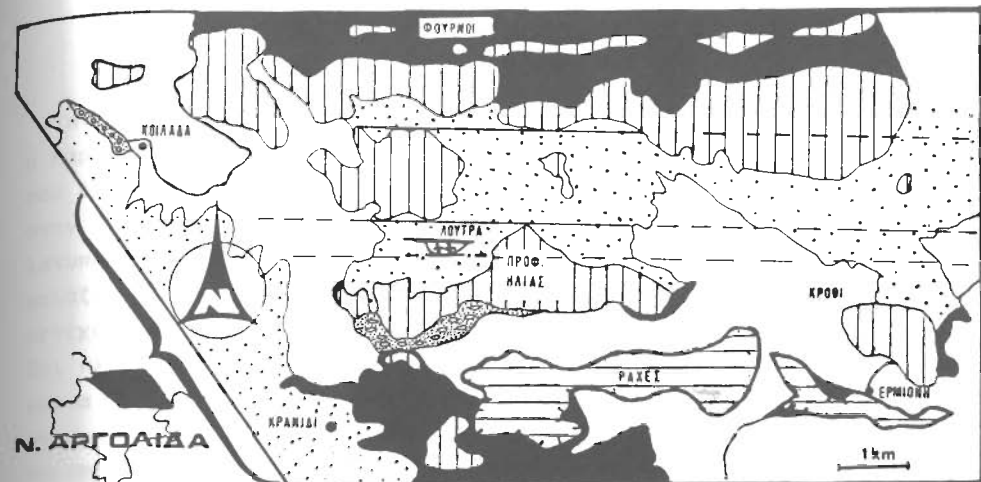 ΦΟΥΡΝΟΙ
ΚΟΙΛΑΔΑ
ΛΟΥΤΡΑ
ΠΡΟΦ.
ΗΛΙΑΣ
N
ΚΡΟΘΙ
ΡΑΧΕΣ
ΕΡΜΙΟΝΗ
ΚΡΑΝΙΔΙ
Ν. ΑΡΓΟΛΙΔΑ
1 km